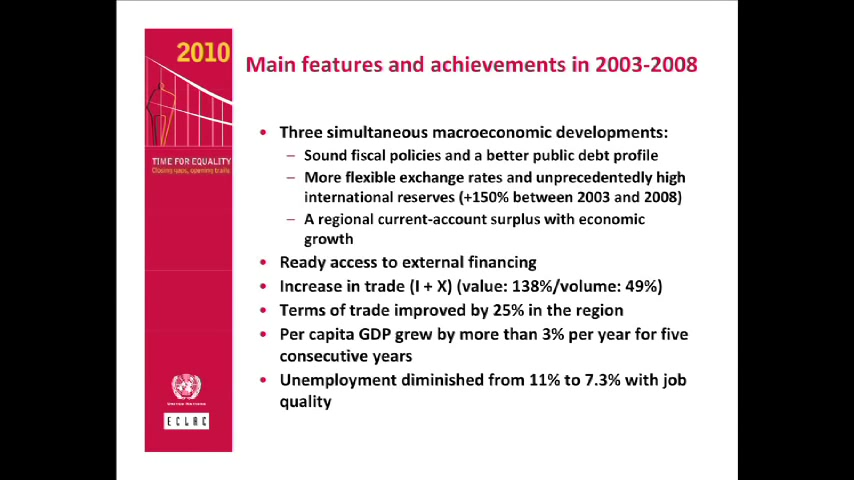 2010
TIME FOR EQUALITY
Closing gaps, opening trails
ECLAC
Main features and achievements in 2003-2008
• Three simultaneous macroeconomic developments:
– Sound fiscal policies and a better public debt profile
– More flexible exchange rates and unprecedentedly high
international reserves (+150% between 2003 and 2008)
– A regional current-account surplus with economic
growth
• Ready access to external financing
• Increase in trade (I + X) (value: 138%/volume: 49%)
• Terms of trade improved by 25% in the region
• Per capita GDP grew by more than 3% per year for five
consecutive years
• Unemployment diminished from 11% to 7.3% with job
quality